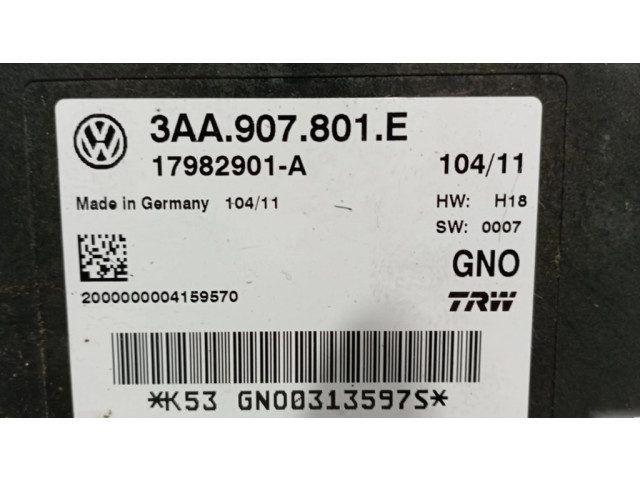 3AA.907.801.E
17982901-A 104/11
Made in Germany 104/11 HW: H18
SW: 0007
GNO
2000000004159570 TRW
*K53 GNO0313597S*